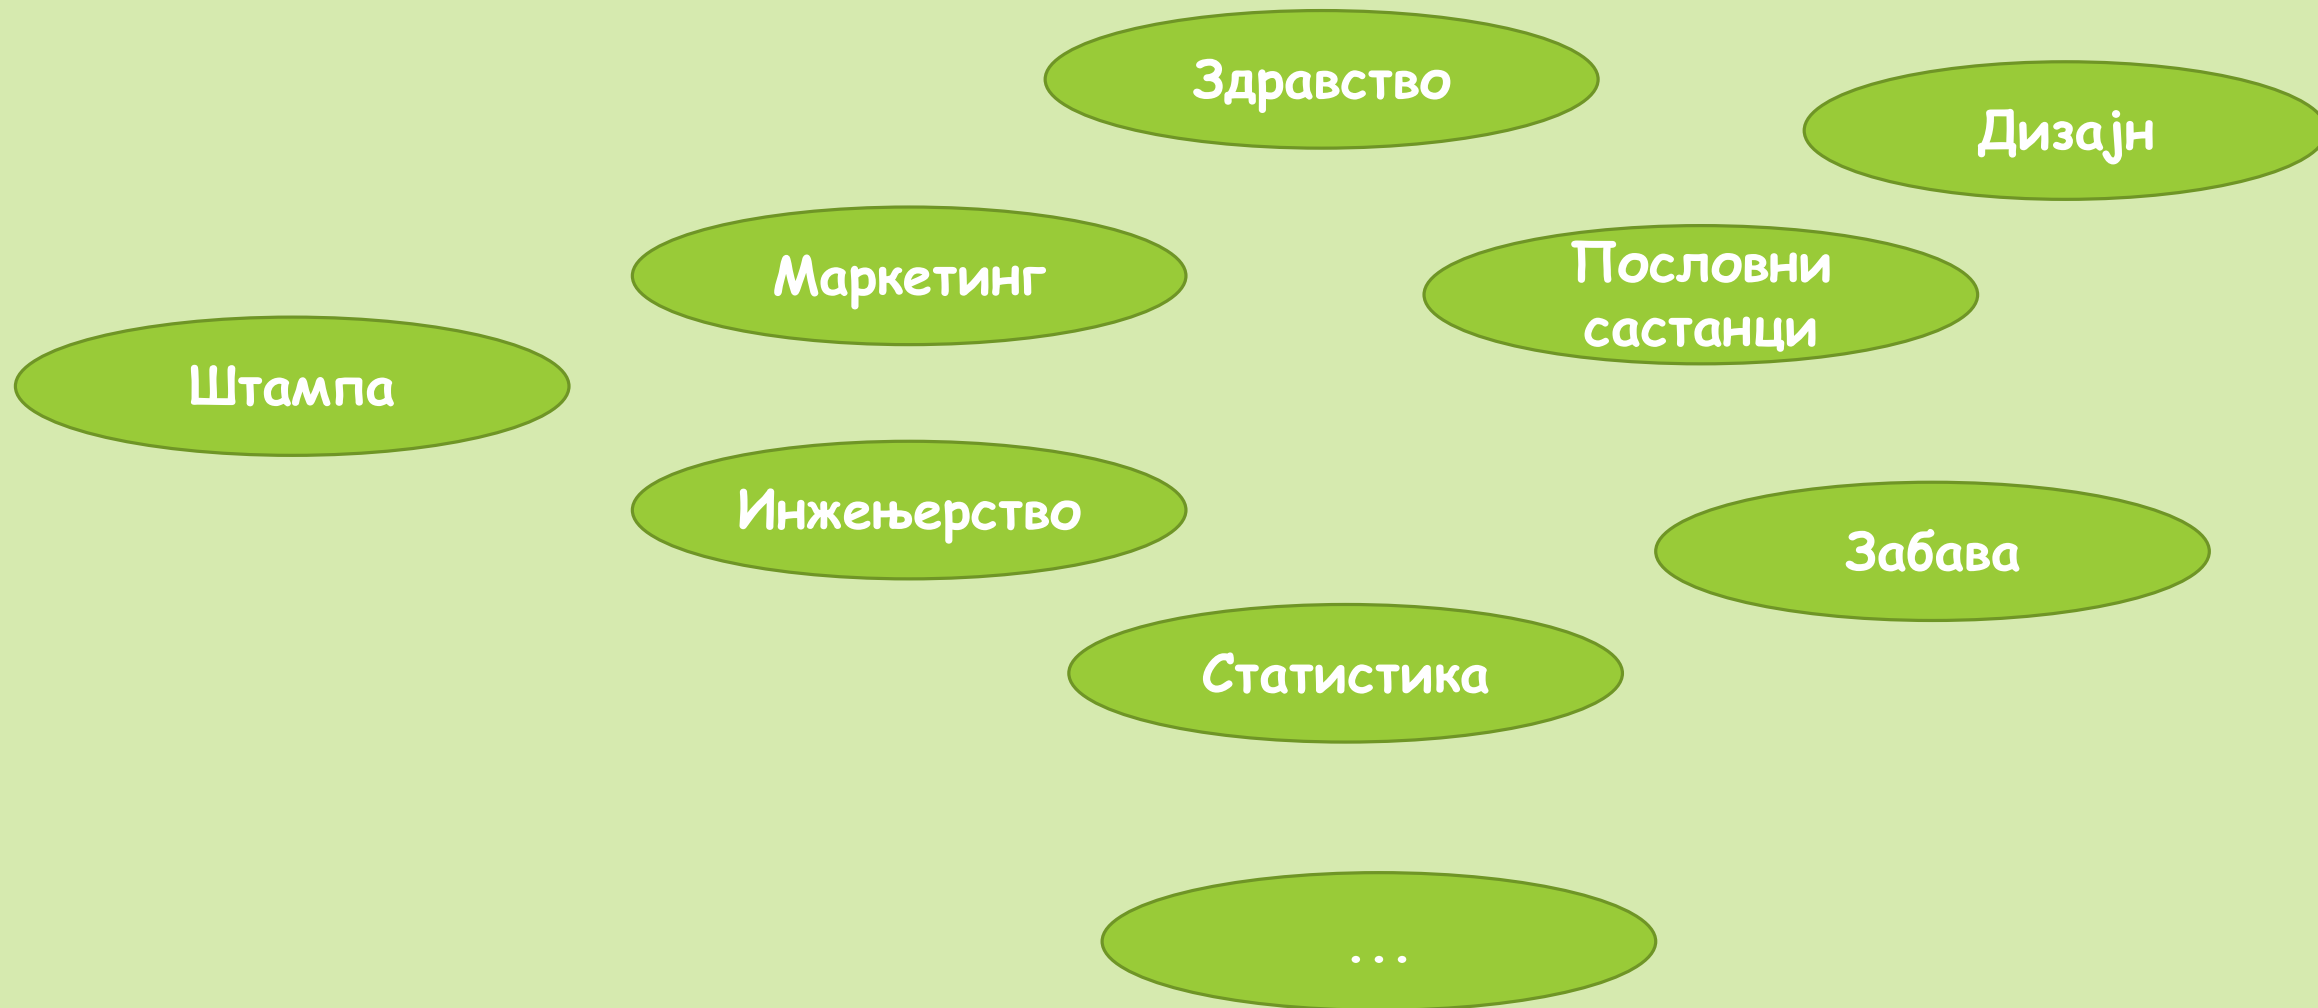 Здравство
Дизајн
Маркетинг
Пословни
састанци
Штампа
Инжењерство
Забава
Статистика
...